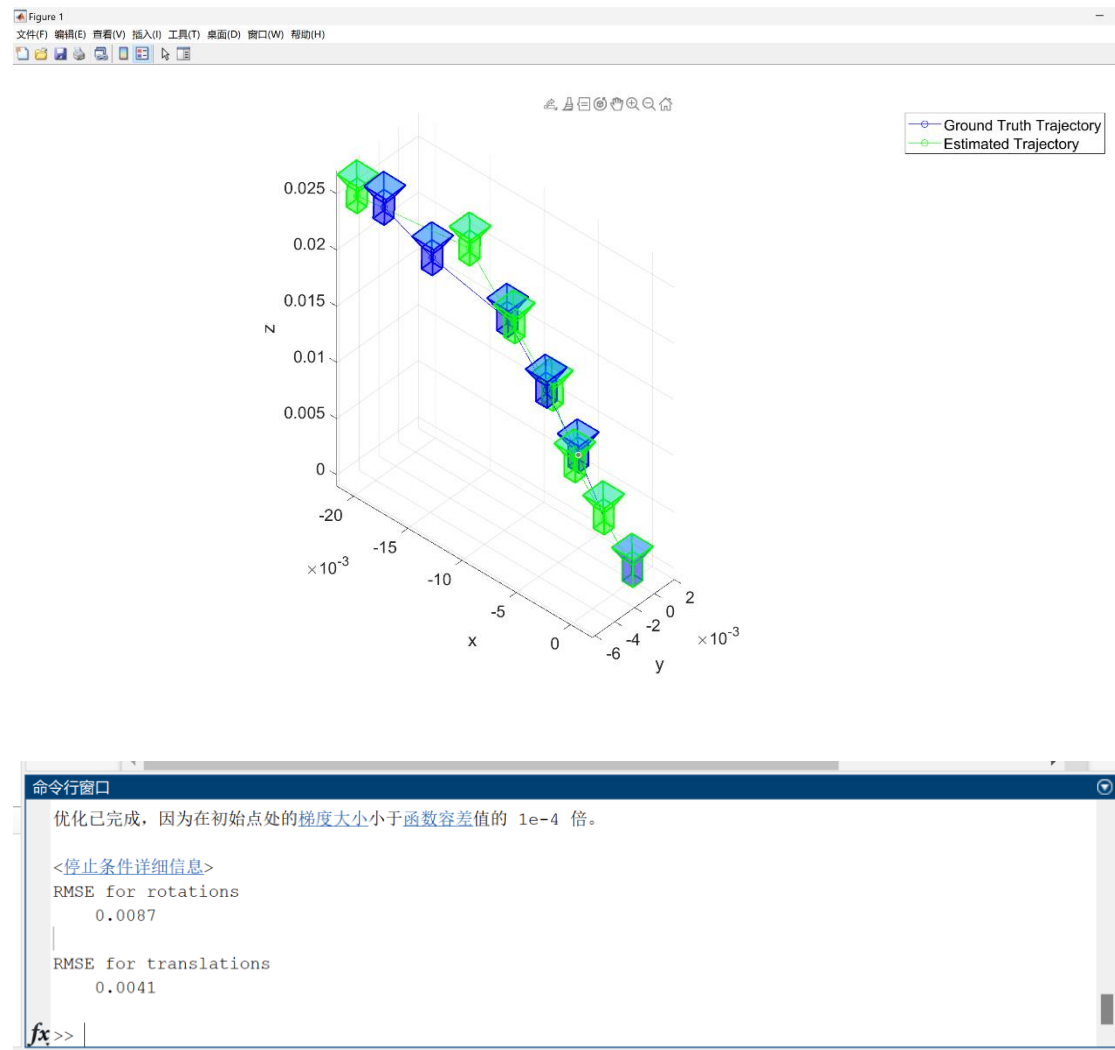 Figure 1
文件(F) 编辑(E) 查看(V) 插入(I) 工具(T) 桌面(D) 窗口(W) 帮助(H)
Ground Truth Trajectory
Estimated Trajectory
0.025
0.02
0.015
z
0.01
0.005
0
-20
-15
×10-3
-10
-5
x
0
2
0
-2
-4
-6
×10-3
y
命令行窗口
优化已完成，因为在初始点处的梯度大小小于函数容差值的 1e-4 倍。
<停止条件详细信息>
RMSE for rotations
0.0087
RMSE for translations
0.0041
fx >>